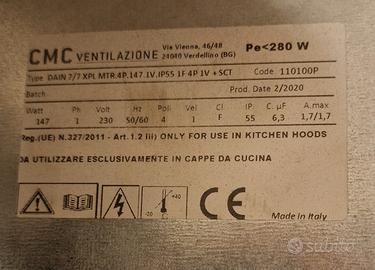 CMC VENTILAZIONE Via Vienna, 46/48 Pe<280 W
24040 Verdellino (BG)
Type DAIN 7/7 XPL MTR.4P.147.1V.IP55 1F 4P 1V + SCT Code 110100P
Batch Prod. Date 2/2020
Watt Ph Volt Hz Poli Vel Cl IP C. µF A.max
147 1 230 50/60 4 1 F 55 6,3 1,7/1,7
Reg.(UE) N.327/2011 - Art.1.2 iii) ONLY FOR USE IN KITCHEN HOODS
DA UTILIZZARE ESCLUSIVAMENTE IN CAPPE DA CUCINA
-20 +40
CE
Made in Italy
subito